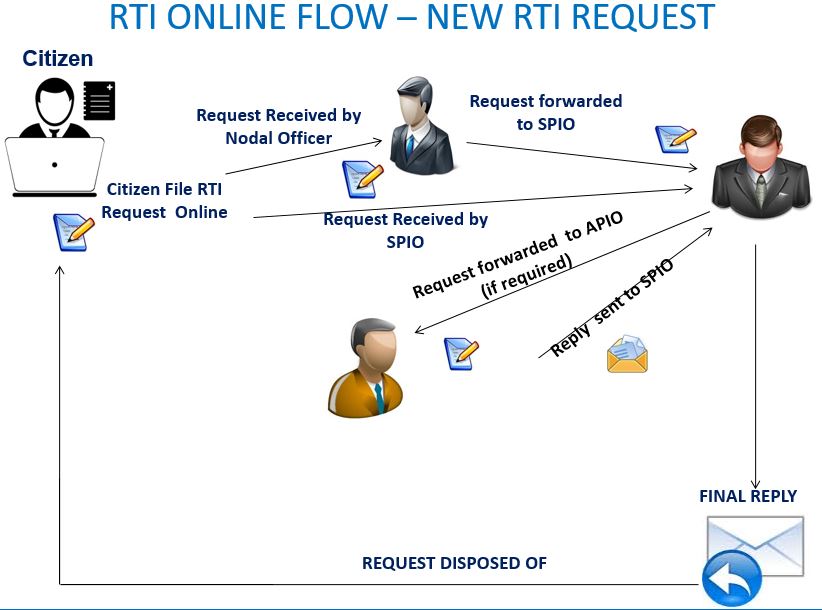 RTI ONLINE FLOW – NEW RTI REQUEST
Citizen
Request Received by
Nodal Officer
Request forwarded
to SPIO
Citizen File RTI
Request Online
Request Received by
SPIO
Request forwarded to APIO
(if required)
Reply sent to SPIO
FINAL REPLY
REQUEST DISPOSED OF